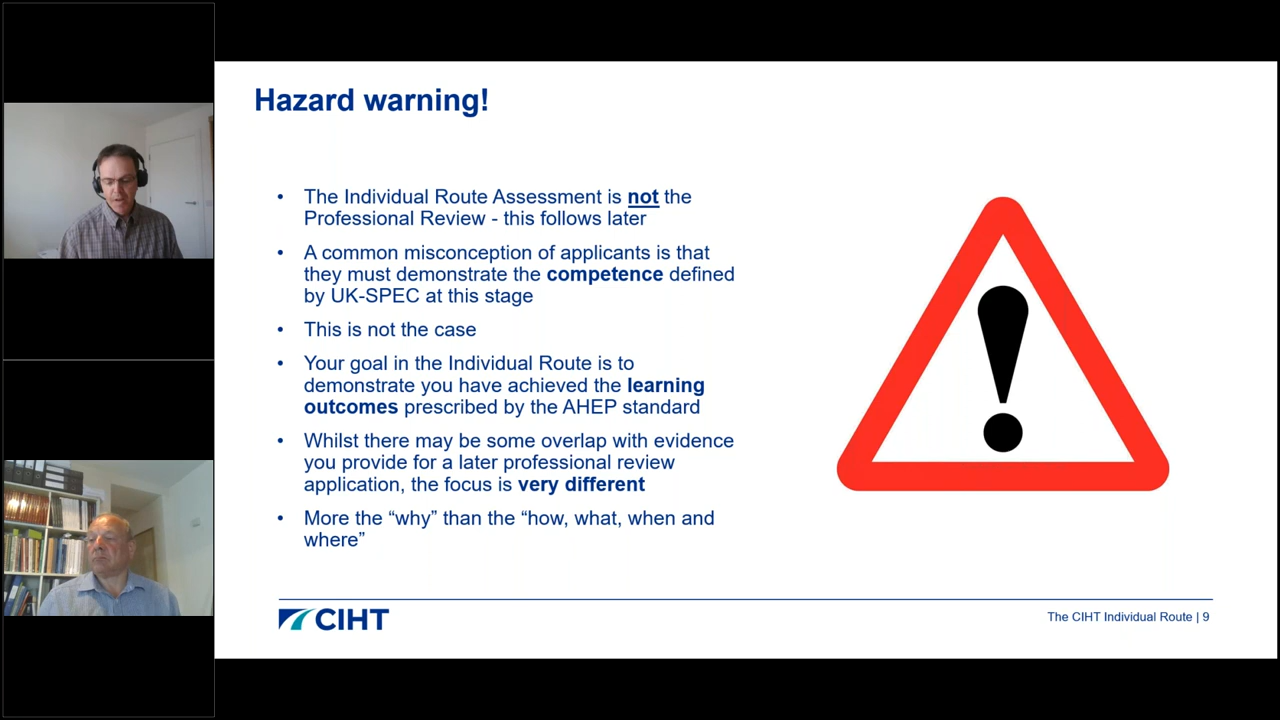 Hazard warning!
• The Individual Route Assessment is not the
Professional Review - this follows later
• A common misconception of applicants is that
they must demonstrate the competence defined
by UK-SPEC at this stage
• This is not the case
• Your goal in the Individual Route is to
demonstrate you have achieved the learning
outcomes prescribed by the AHEP standard
• Whilst there may be some overlap with evidence
you provide for a later professional review
application, the focus is very different
• More the “why” than the “how, what, when and
where”
CIHT
The CIHT Individual Route | 9